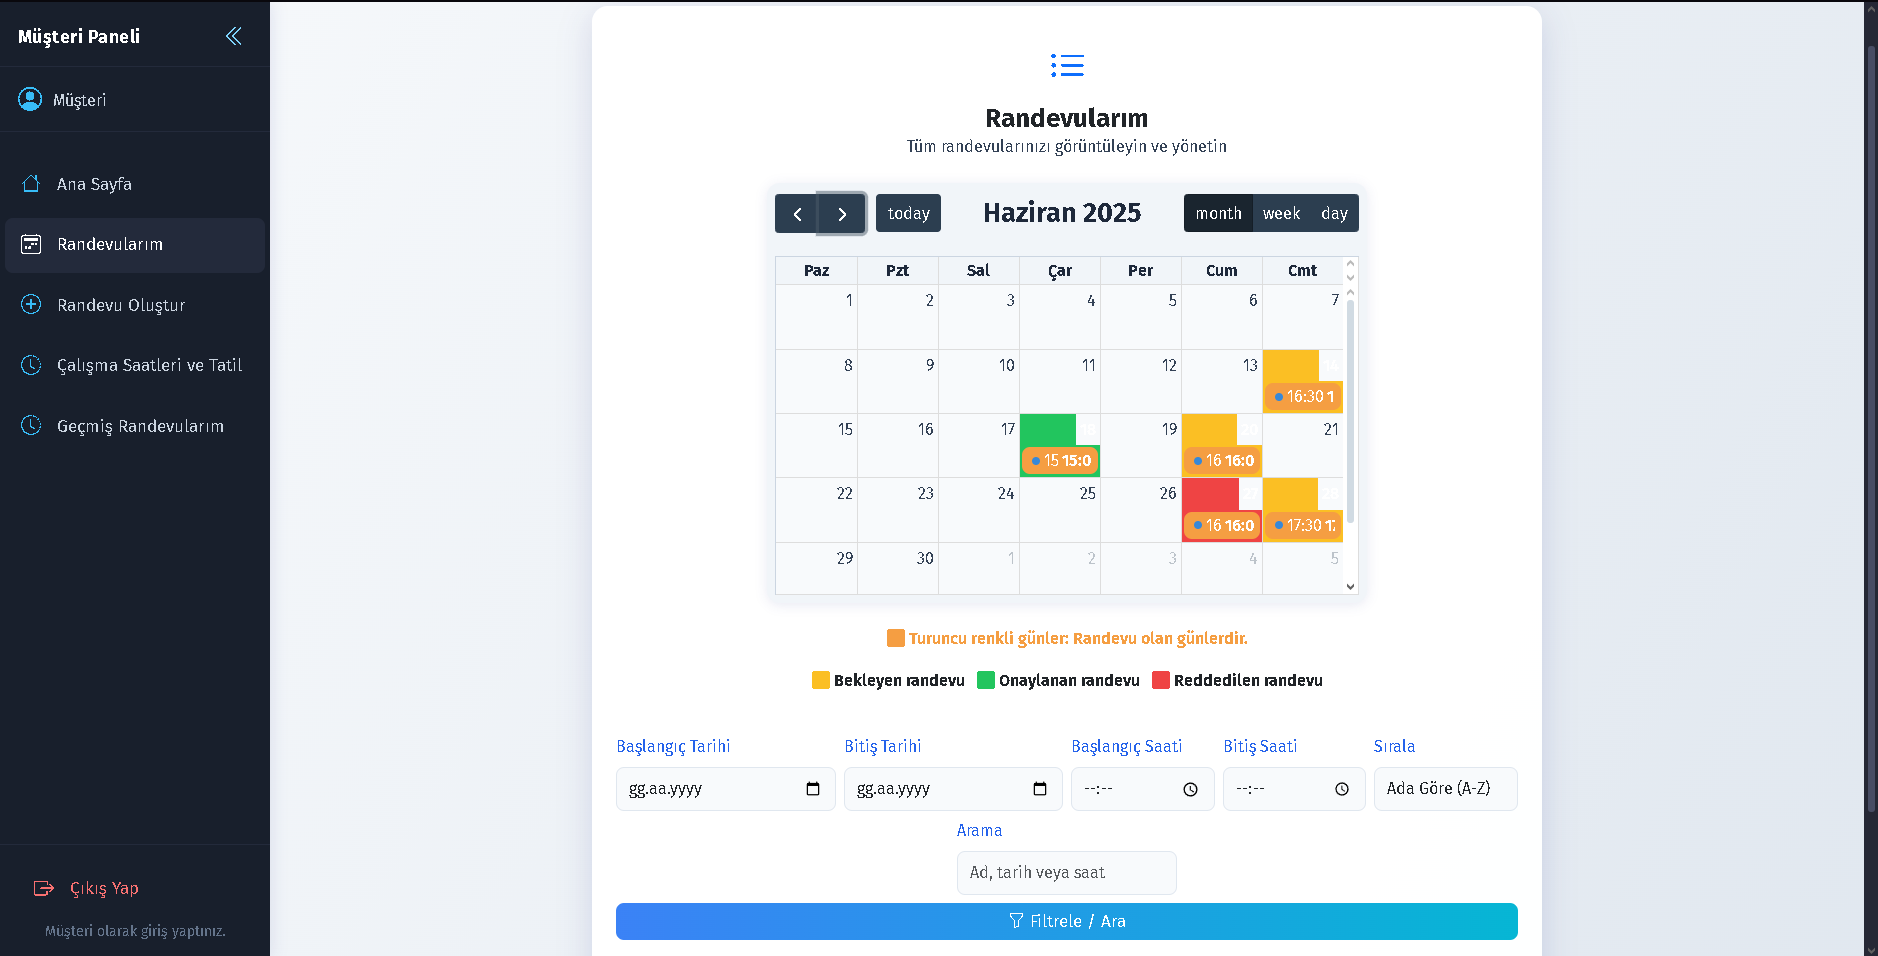 Müşteri Paneli
Müşteri
Ana Sayfa
Randevularım
Randevu Oluştur
Çalışma Saatleri ve Tatil
Geçmiş Randevularım
Çıkış Yap
Müşteri olarak giriş yaptınız.
Randevularım
Tüm randevularınızı görüntüleyin ve yönetin
today
Haziran 2025
month week day
Paz Pzt Sal Çar Per Cum Cmt
1 2 3 4 5 6 7
8 9 10 11 12 13 14
16:30 1
15 16 17 18 19 20 21
15 15:0 16 16:0
22 23 24 25 26 27 28
16 16:0 17:30
29 30 1 2 3 4 5
Turuncu renkli günler: Randevu olan günlerdir.
Bekleyen randevu Onaylanan randevu Reddedilen randevu
Başlangıç Tarihi Bitiş Tarihi Başlangıç Saati Bitiş Saati Sırala
gg.aa.yyyy gg.aa.yyyy --:-- --:-- Ada Göre (A-Z)
Arama
Ad, tarih veya saat
Filtrele / Ara